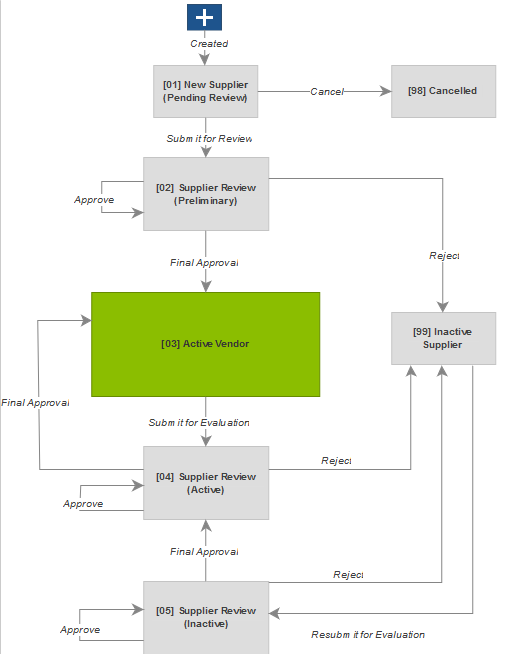 Created
[01] New Supplier
(Pending Review)
Cancel
[98] Cancelled
Submit for Review
[02] Supplier Review
(Preliminary)
Approve
Reject
Final Approval
[03] Active Vendor
[99] Inactive
Supplier
Final Approval
Submit for Evaluation
[04] Supplier Review
(Active)
Reject
Approve
Final Approval
Reject
[05] Supplier Review
(Inactive)
Approve
Resubmit for Evaluation